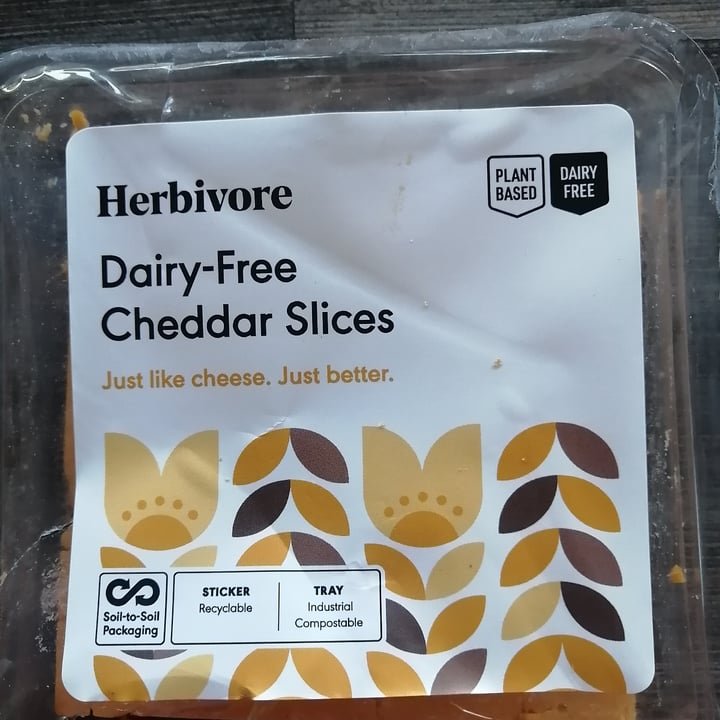 Herbivore
PLANT
BASED
DAIRY
FREE
Dairy-Free
Cheddar Slices
Just like cheese. Just better.
Soil-to-Soil
Packaging
STICKER
Recyclable
TRAY
Industrial
Compostable